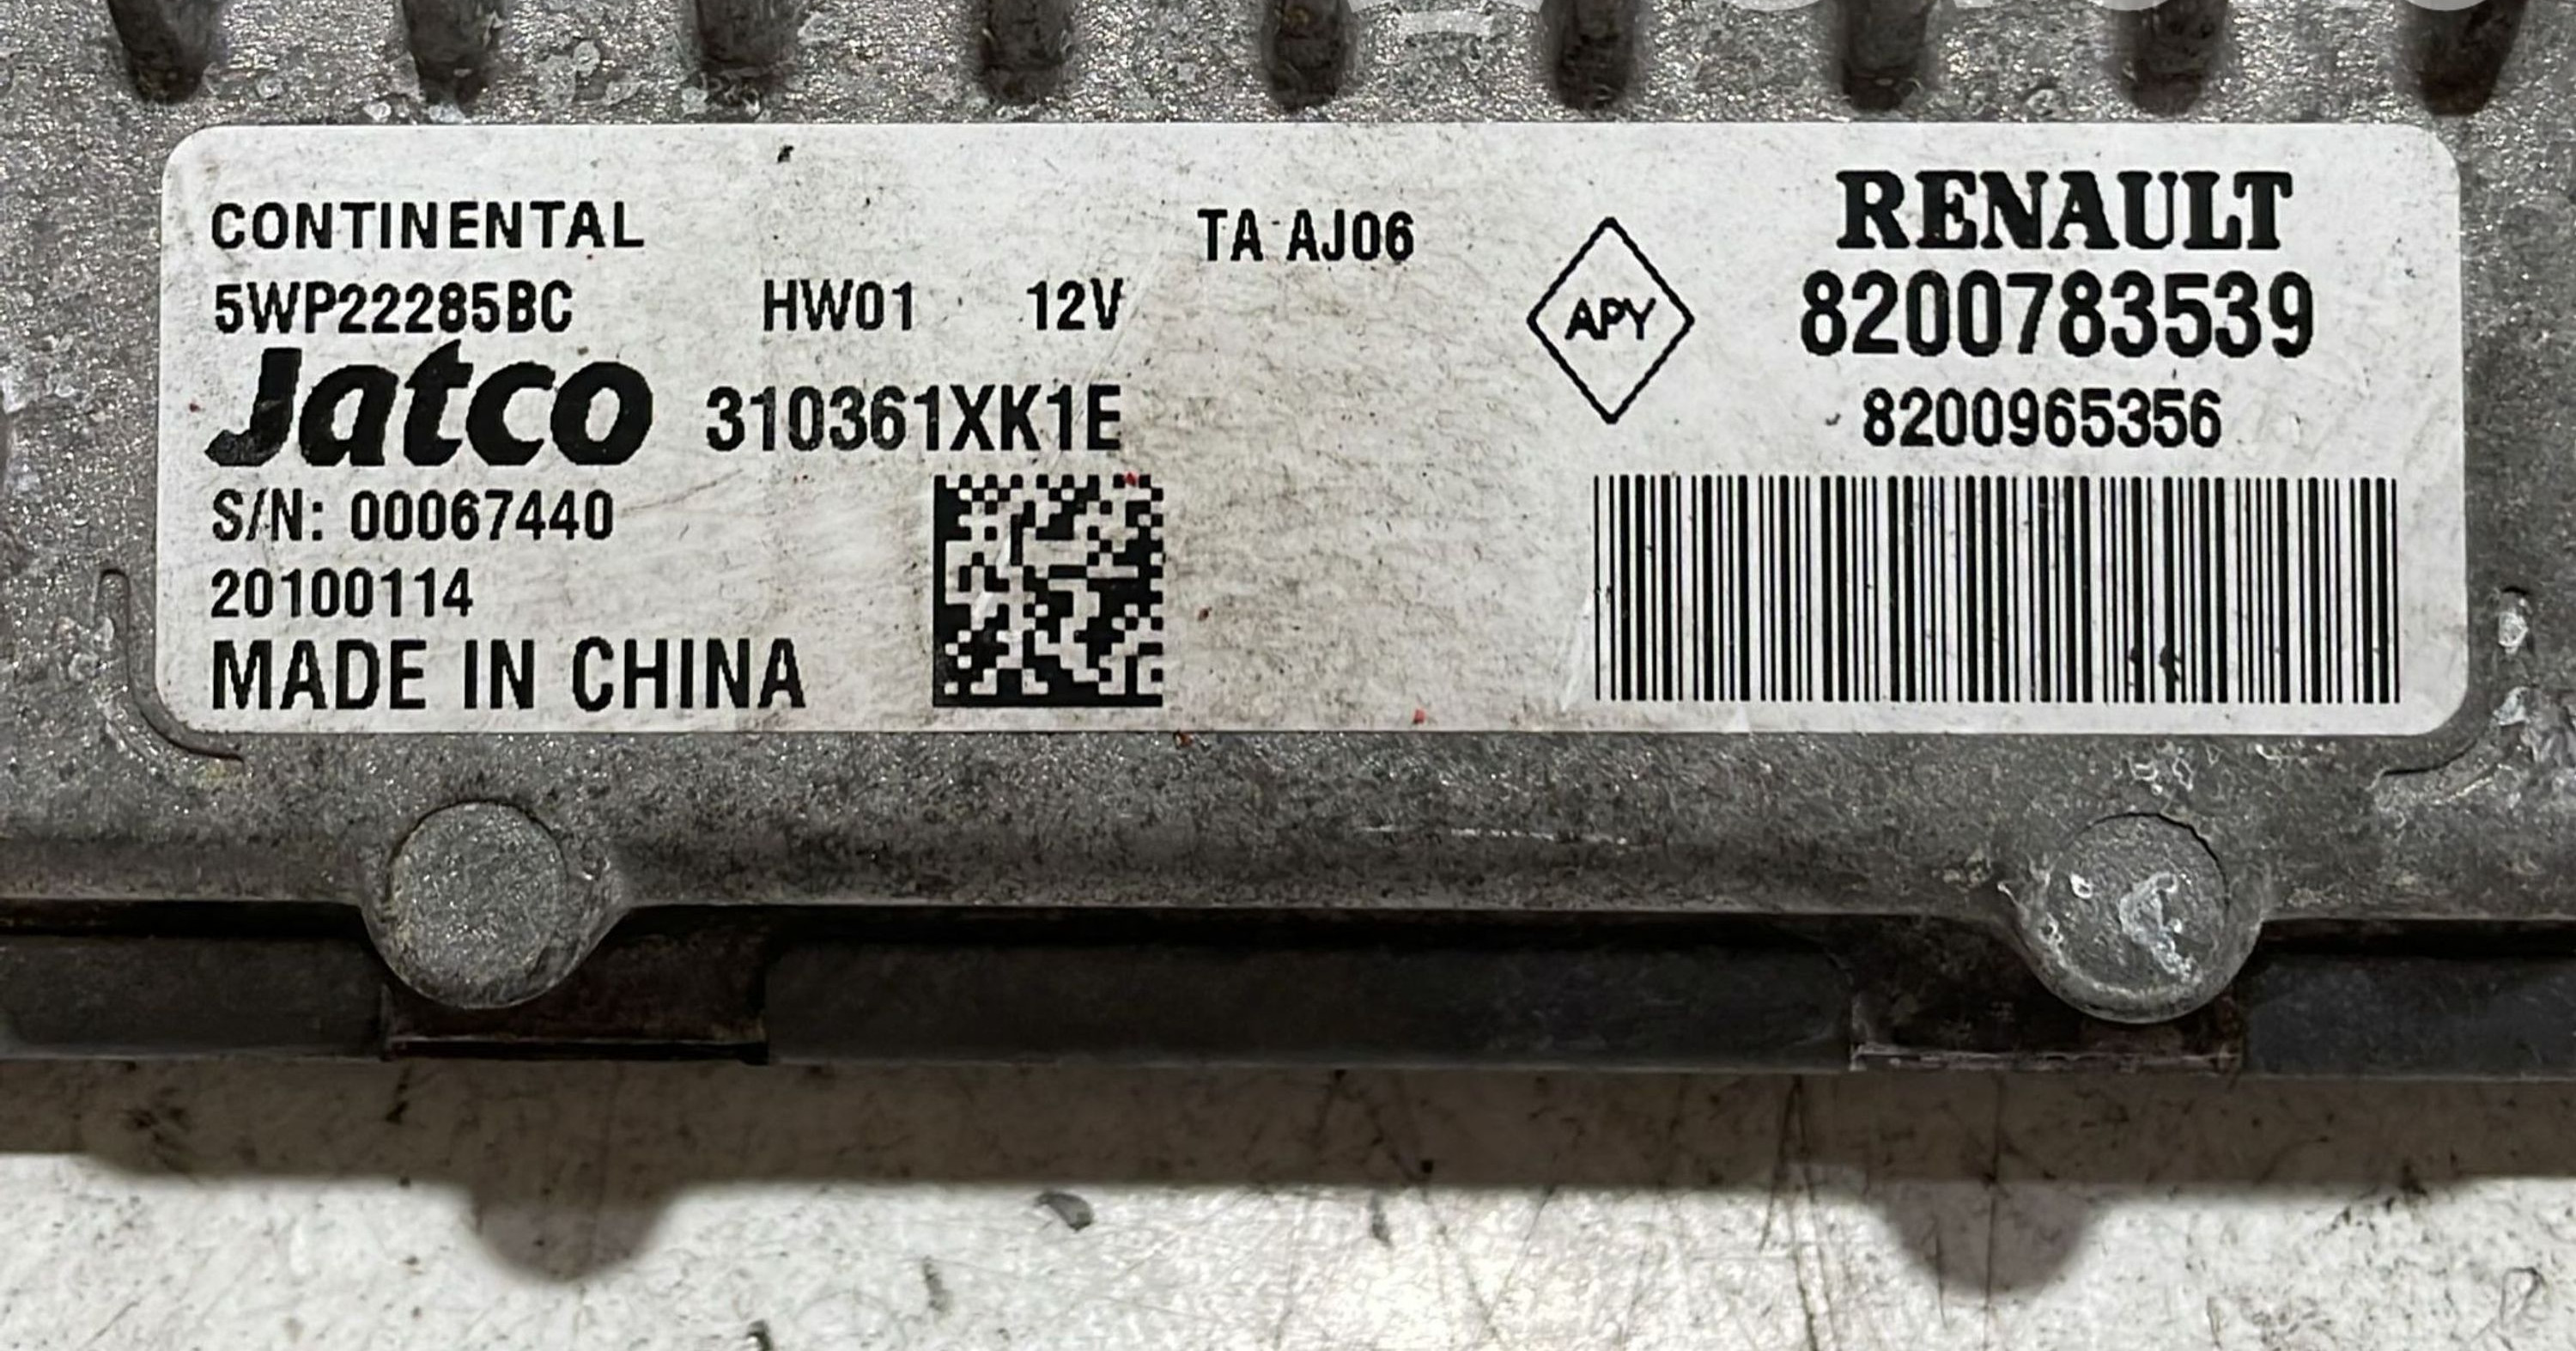 CONTINENTAL
5WP22285BC HW01 12V
TA AJ06
Jatco 310361XK1E
S/N: 00067440
20100114
MADE IN CHINA
APY
RENAULT
8200783539
8200965356